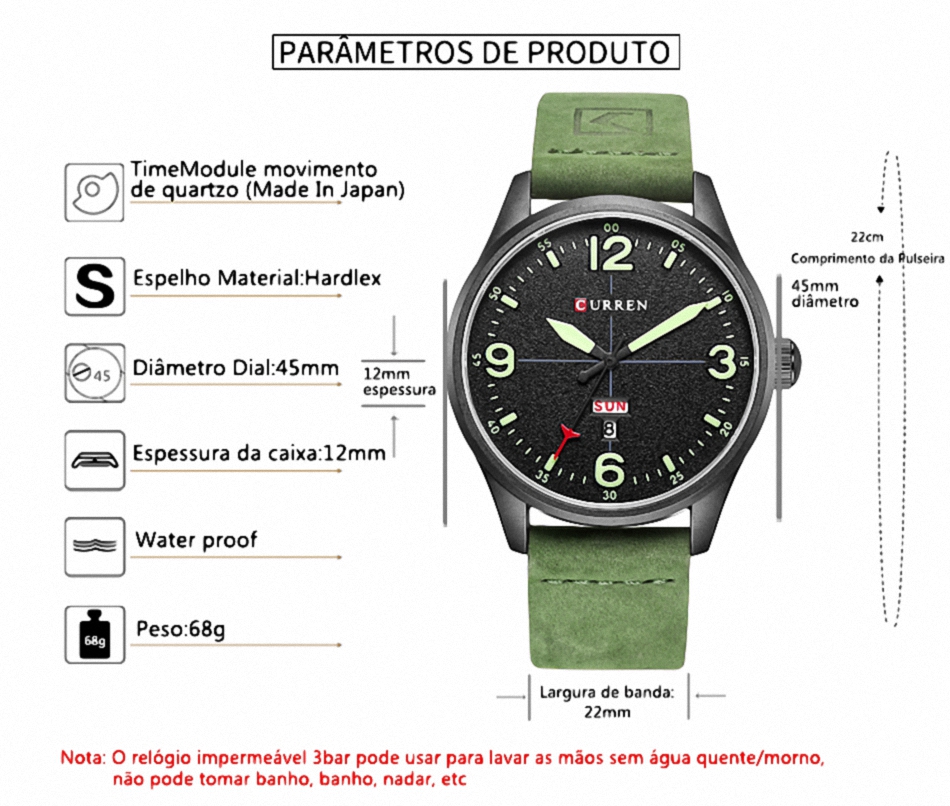 PARÂMETROS DE PRODUTO
TimeModule movimento
de quartzo (Made In Japan)
Espelho Material:Hardlex
45
Diâmetro Dial:45mm
Espessura da caixa:12mm
Water proof
68g
Peso:68g
12mm
espessura
00
05
10
15
20
25
30
35
45
50
55
12
3
6
9
CURREN
SUN
8
22cm
Comprimento da Pulseira
45mm
diâmetro
Largura de banda:
22mm
Nota: O relógio impermeável 3bar pode usar para lavar as mãos sem água quente/morno,
não pode tomar banho, banho, nadar, etc